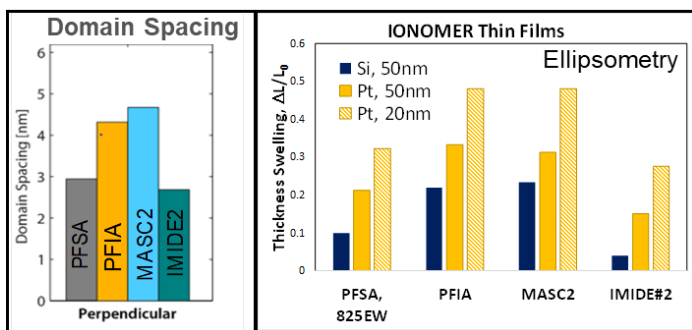 Domain Spacing
Domain Spacing [nm]
6
5
4
3
2
1
0
PFSA
PFIA
MASC2
IMIDE2
Perpendicular
IONOMER Thin Films
Ellipsometry
Si, 50nm
Pt, 50nm
Pt, 20nm
Thickness Swelling, ΔL/L₀
0.6
0.5
0.4
0.3
0.2
0.1
0
PFSA, 825EW
PFIA
MASC2
IMIDE#2